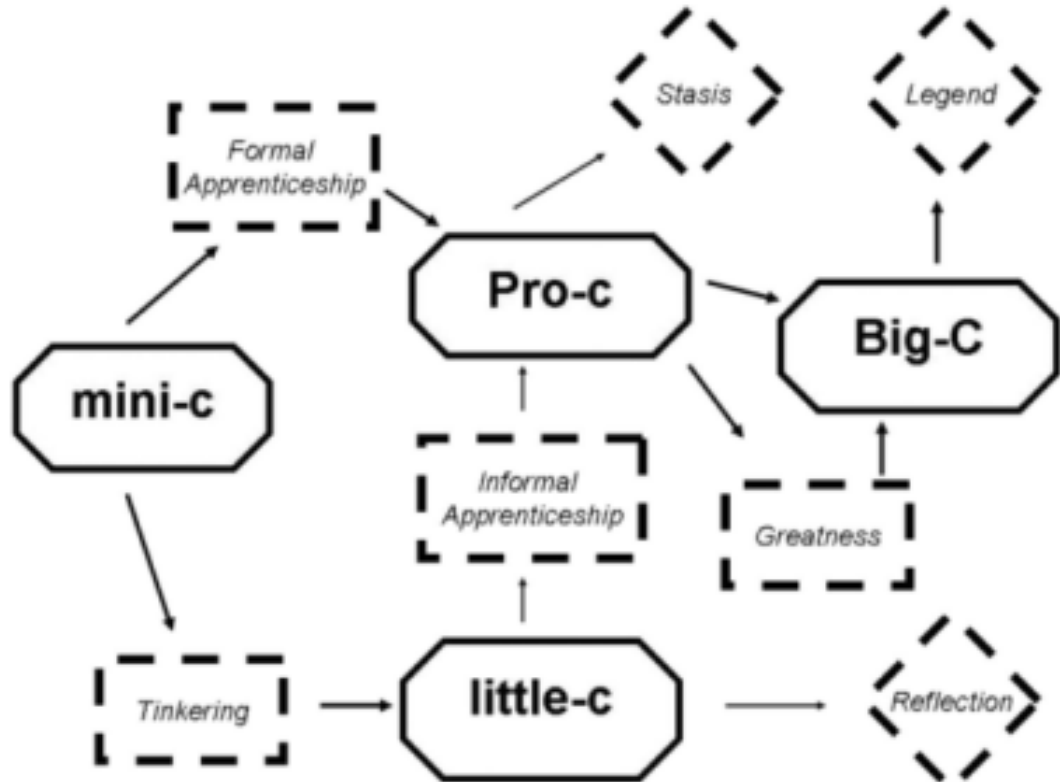 Stasis
Legend
Formal
Apprenticeship
Pro-c
Big-C
mini-c
Informal
Apprenticeship
Greatness
Tinkering
little-c
Reflection